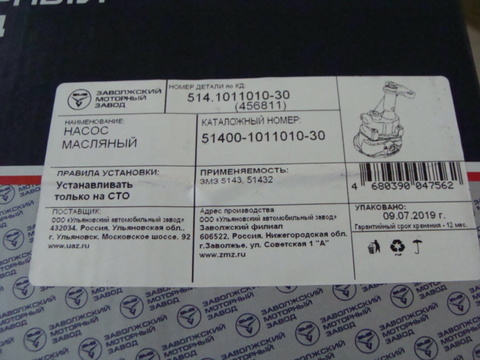 ЗАВОЛЖСКИЙ
МОТОРНЫЙ
ЗАВОД
НОМЕР ДЕТАЛИ по КД:
514.1011010-30
(456811)
НАИМЕНОВАНИЕ:
НАСОС
МАСЛЯНЫЙ
КАТАЛОЖНЫЙ НОМЕР:
51400-1011010-30
ПРАВИЛА УСТАНОВКИ:
Устанавливать
только на СТО
ПРИМЕНЯЕМОСТЬ:
ЗМЗ 5143, 51432
4 680390 047562
ПОСТАВЩИК:
ООО «Ульяновский автомобильный завод»
432034, Россия, Ульяновская обл.,
г. Ульяновск, Московское шоссе, 92
www.uaz.ru
Адрес производства
ООО «Ульяновский автомобильный завод»
Заволжский филиал
606522, Россия, Нижегородская обл.
г.Заволжье, ул. Советская 1 "А"
www.zmz.ru
УПАКОВАНО:
09.07.2019 г.
Гарантийный срок хранения - 12 мес.
ЗАВОЛЖСКИЙ
МОТОРНЫЙ
ЗАВОД
ЗАВОЛЖСКИЙ
МОТОРНЫЙ
ЗАВОД